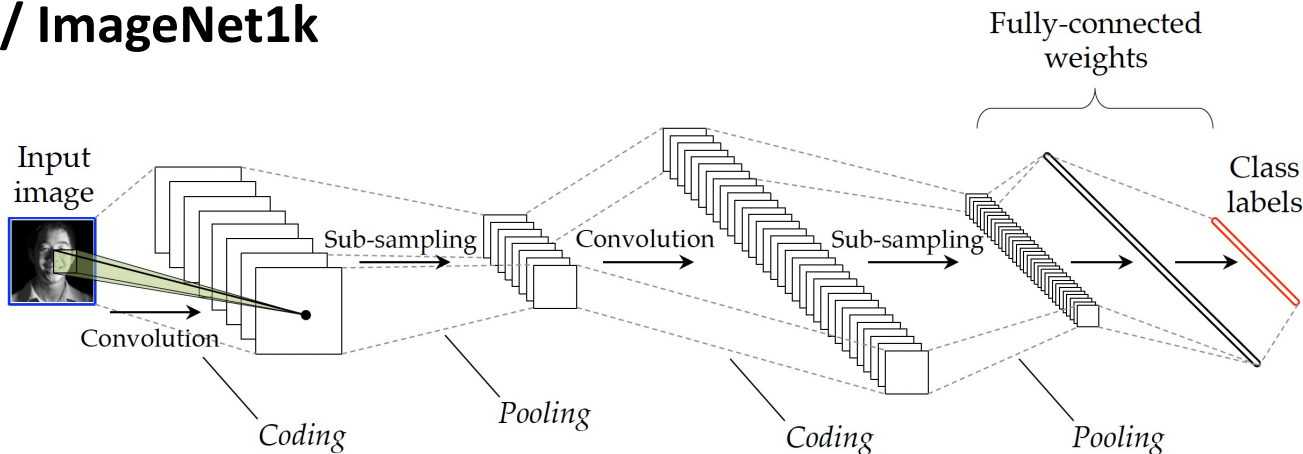 / ImageNet1k
Fully-connected
weights
Input
image
Class
labels
Sub-sampling
Convolution
Sub-sampling
Convolution
Coding
Pooling
Coding
Pooling